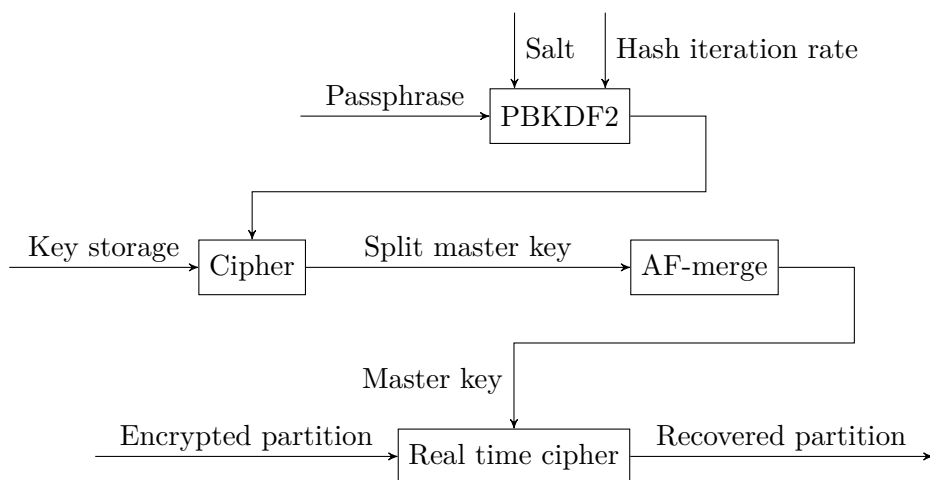 Salt
Hash iteration rate
Passphrase
PBKDF2
Key storage
Cipher
Split master key
AF-merge
Master key
Encrypted partition
Real time cipher
Recovered partition